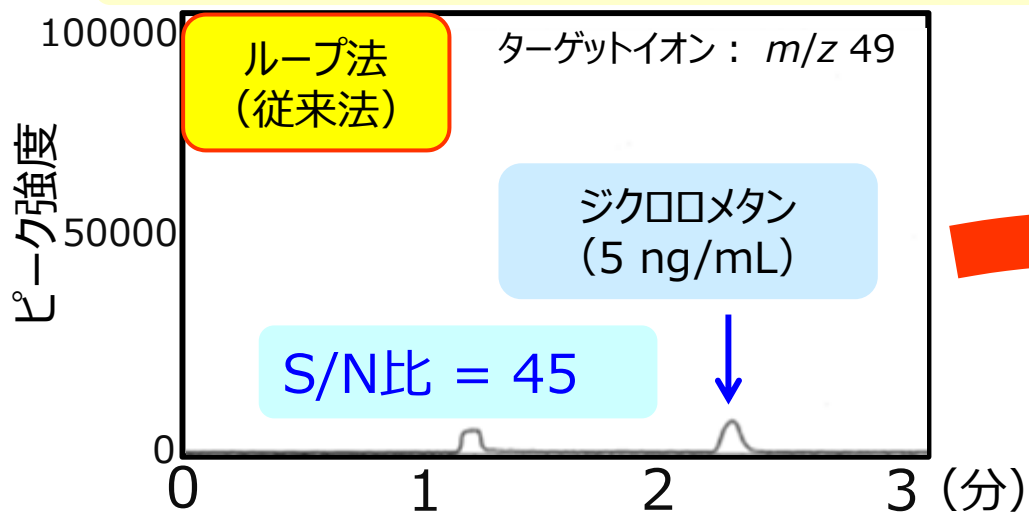 100000
ループ法
（従来法）
ターゲットイオン： m/z 49
ピーク強度
50000
ジクロロメタン
（5 ng/mL）
S/N比 = 45
0
0 1 2 3（分）